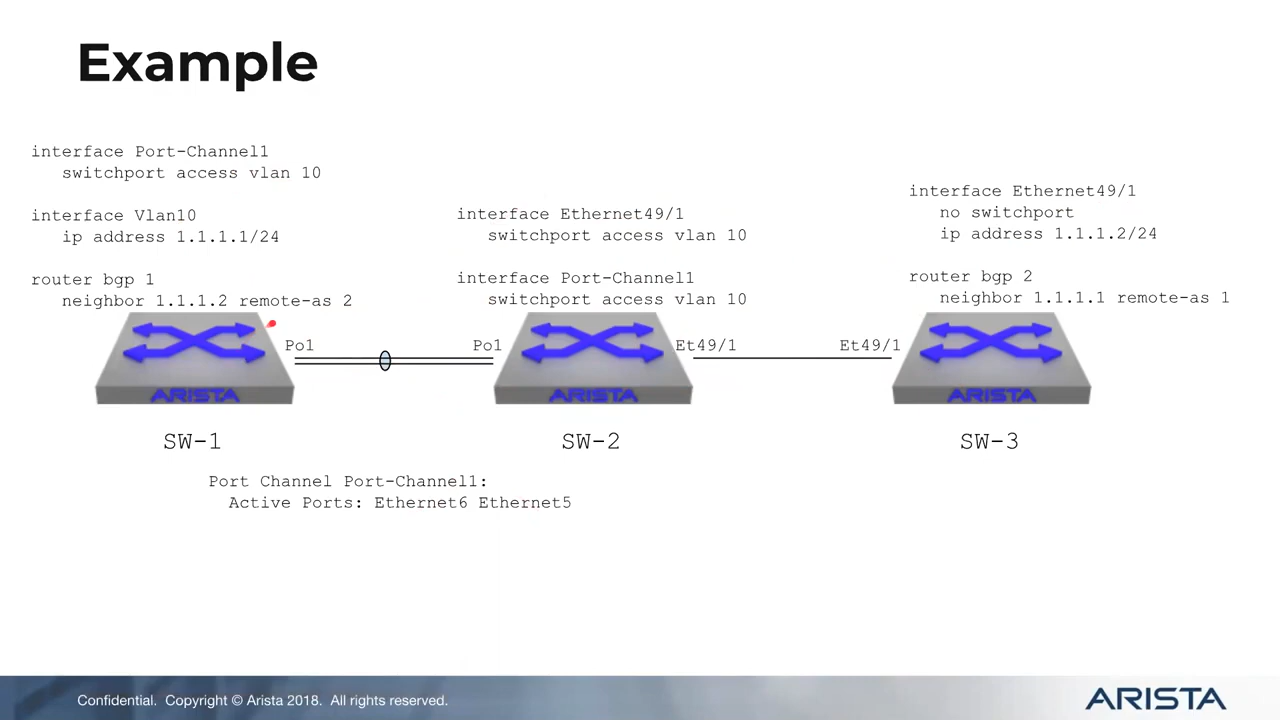 Example
interface Port-Channel1
switchport access vlan 10
interface Vlan10
ip address 1.1.1.1/24
router bgp 1
neighbor 1.1.1.2 remote-as 2
interface Ethernet49/1
switchport access vlan 10
interface Port-Channel1
switchport access vlan 10
interface Ethernet49/1
no switchport
ip address 1.1.1.2/24
router bgp 2
neighbor 1.1.1.1 remote-as 1
Po1
Po1
Et49/1
Et49/1
ARISTA
ARISTA
ARISTA
SW-1
SW-2
SW-3
Port Channel Port-Channel1:
Active Ports: Ethernet6 Ethernet5
Confidential. Copyright © Arista 2018. All rights reserved.
ARISTA